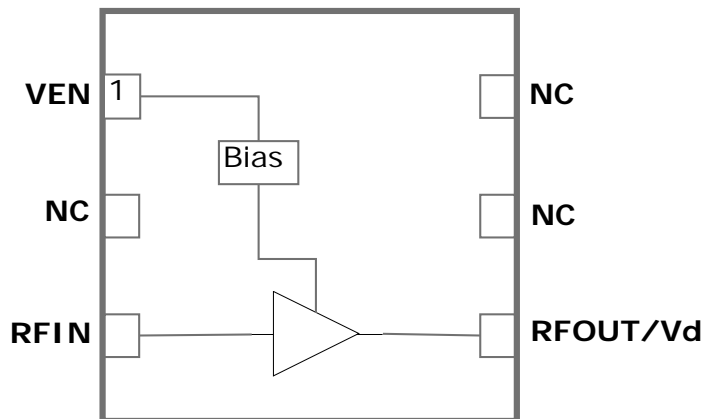 VEN
1
NC
Bias
NC
NC
RFIN
RFOUT/Vd